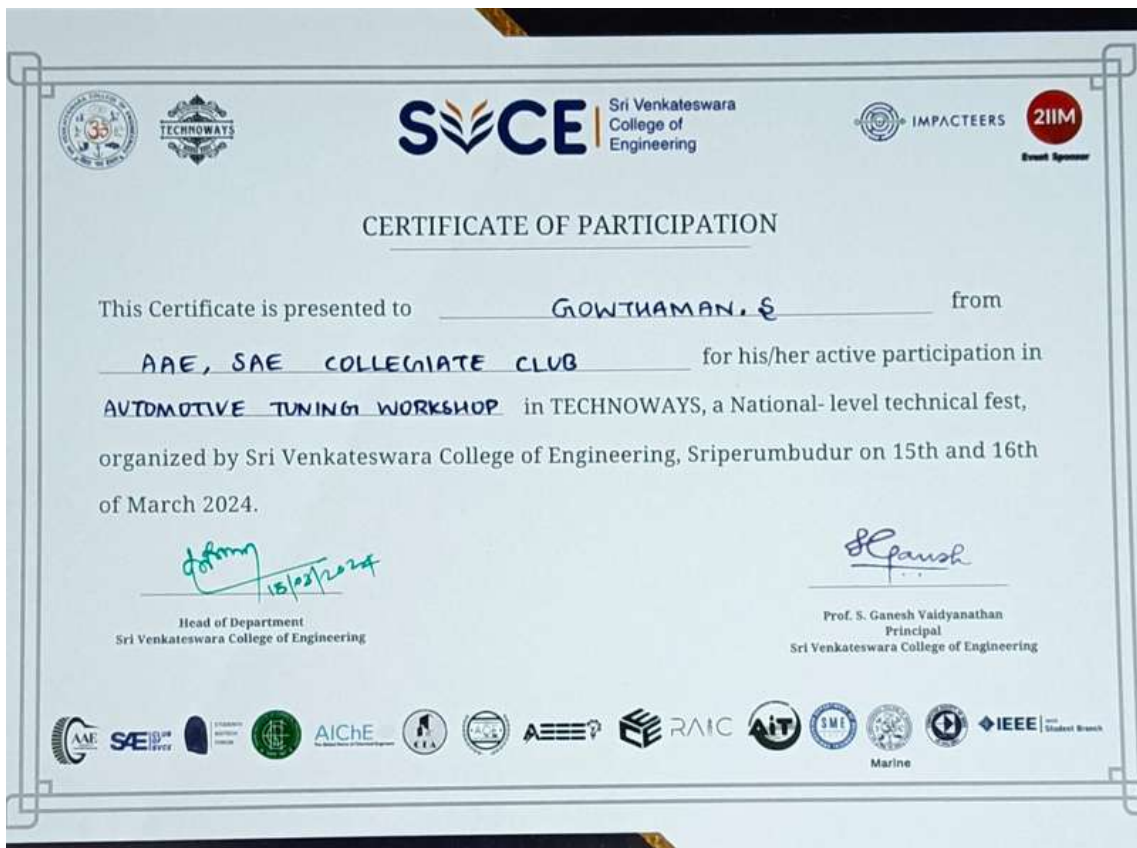 TECHNOWAYS
SVCE
Sri Venkateswara
College of
Engineering
IMPACTEERS
2IIM
Event Sponsor
CERTIFICATE OF PARTICIPATION
This Certificate is presented to GOWTHAMAN. S from
AAE, SAE COLLEGIATE CLUB for his/her active participation in
AUTOMOTIVE TUNING WORKSHOP in TECHNOWAYS, a National- level technical fest,
organized by Sri Venkateswara College of Engineering, Sriperumbudur on 15th and 16th
of March 2024.
Head of Department
Sri Venkateswara College of Engineering
SGanesh
Prof. S. Ganesh Vaidyanathan
Principal
Sri Venkateswara College of Engineering
AAE
SAE
AIChE
RAIC
AiT
SME
Marine
IEEE
Student Branch